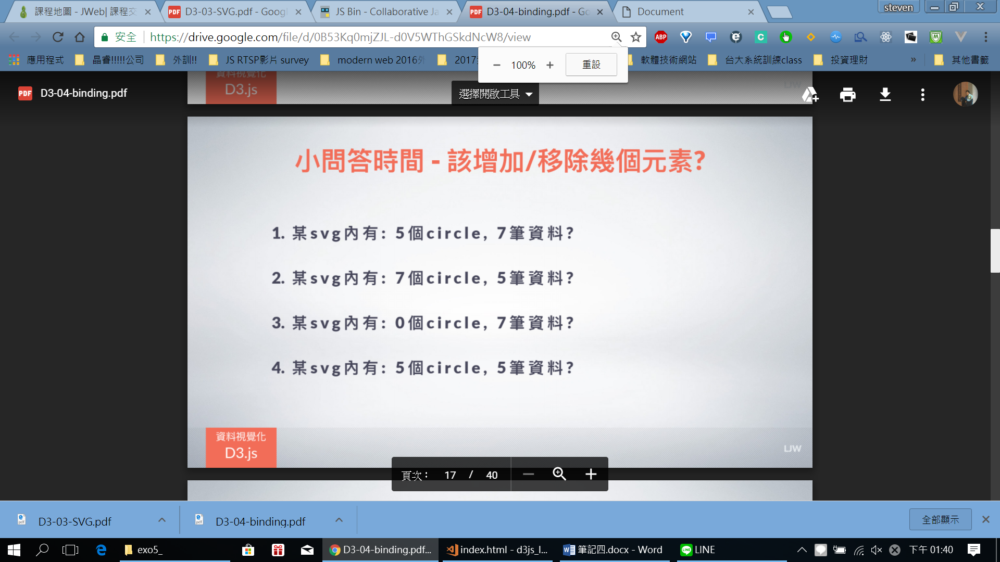 課程地圖 - JWeb| 課程交
D3-03-SVG.pdf - Googl
JS Bin - Collaborative Ja
D3-04-binding.pdf - Go
Document
steven
安全
https://drive.google.com/file/d/0B53Kq0mjZJL-d0V5WThGSkdNcW8/view
應用程式
晶睿!!!!!公司
外訓!!
JS RTSP影片 survey
modern web 2016外
2017
軟體技術網站
台大系統訓練class
投資理財
»
其他書籤
100%
重設
D3-04-binding.pdf
選擇開啟工具
資料視覺化
D3.js
LJW
小問答時間 - 該增加/移除幾個元素?
1. 某svg內有: 5個circle, 7筆資料?
2. 某svg內有: 7個circle, 5筆資料?
3. 某svg內有: 0個circle, 7筆資料?
4. 某svg內有: 5個circle, 5筆資料?
資料視覺化
D3.js
LJW
頁次： 17 / 40
D3-03-SVG.pdf
D3-04-binding.pdf
全部顯示
exo5_
D3-04-binding.pdf...
index.html - d3js_l...
筆記四.docx - Word
LINE
下午 01:40